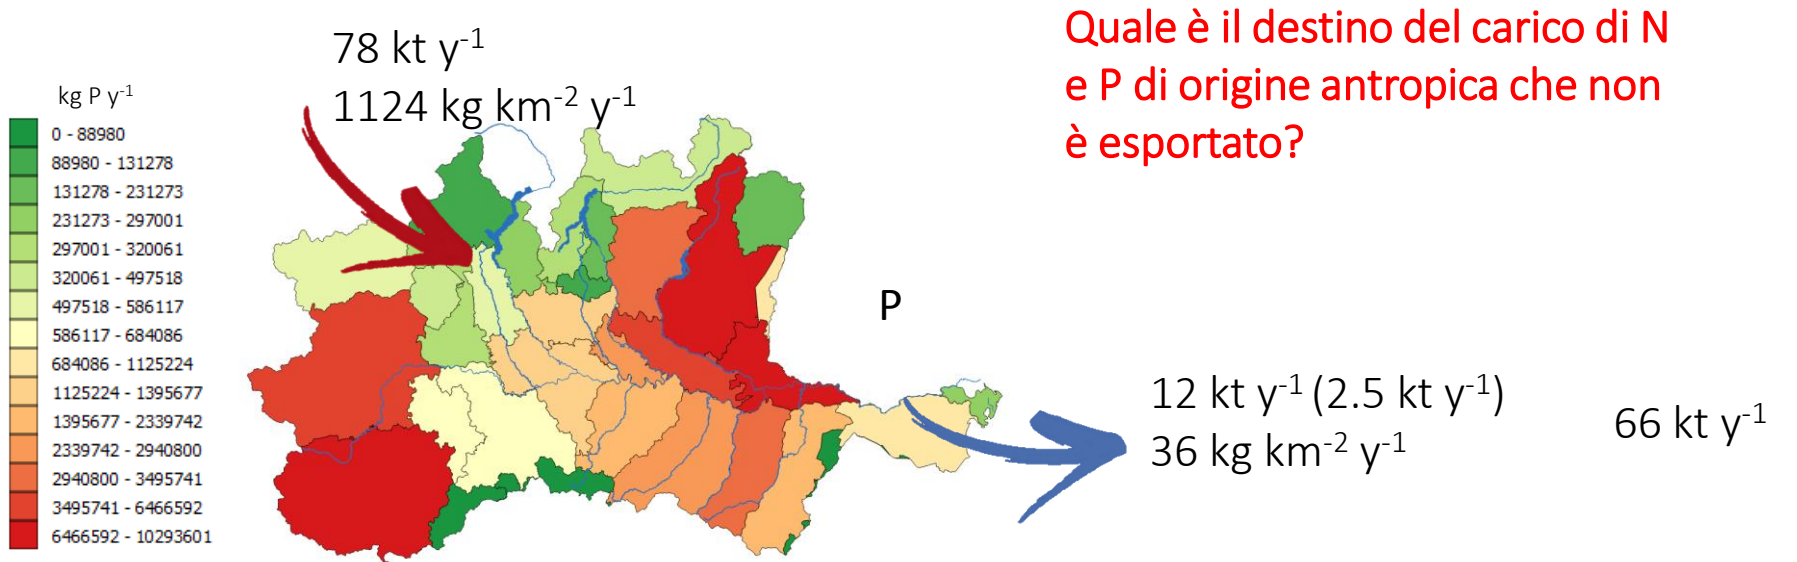 78 kt y-1
1124 kg km-2 y-1
Quale è il destino del carico di N
e P di origine antropica che non
è esportato?
kg P y-1
0 - 88980
88980 - 131278
131278 - 231273
231273 - 297001
297001 - 320061
320061 - 497518
497518 - 586117
586117 - 684086
684086 - 1125224
1125224 - 1395677
1395677 - 2339742
2339742 - 2940800
2940800 - 3495741
3495741 - 6466592
6466592 - 10293601
P
12 kt y-1 (2.5 kt y-1)
36 kg km-2 y-1
66 kt y-1